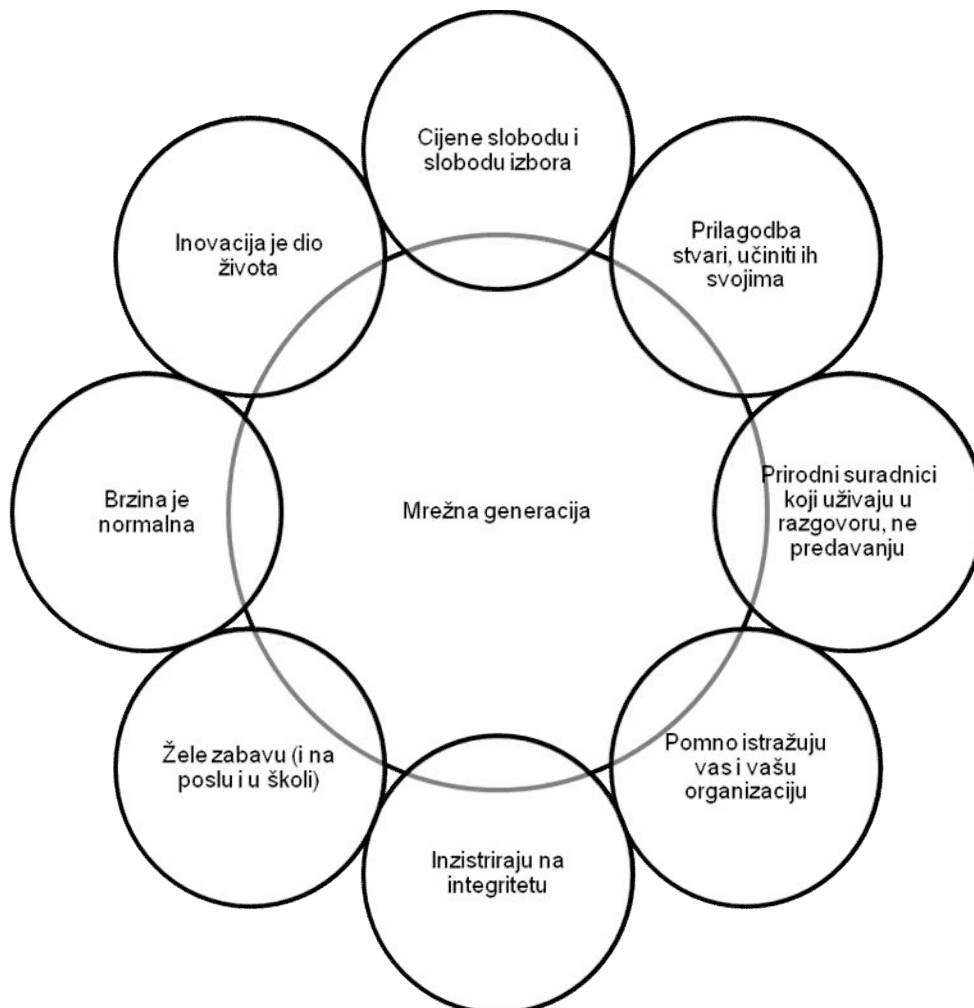 Cijene slobodu i
slobodu izbora
Prilagodba
stvari, učiniti ih
svojima
Prirodni suradnici
koji uživaju u
razgovoru, ne
predavanju
Pomno istražuju
vas i vašu
organizaciju
Inzistriraju na
integritetu
Žele zabavu (i na
poslu i u školi)
Brzina je
normalna
Inovacija je dio
života
Mrežna generacija